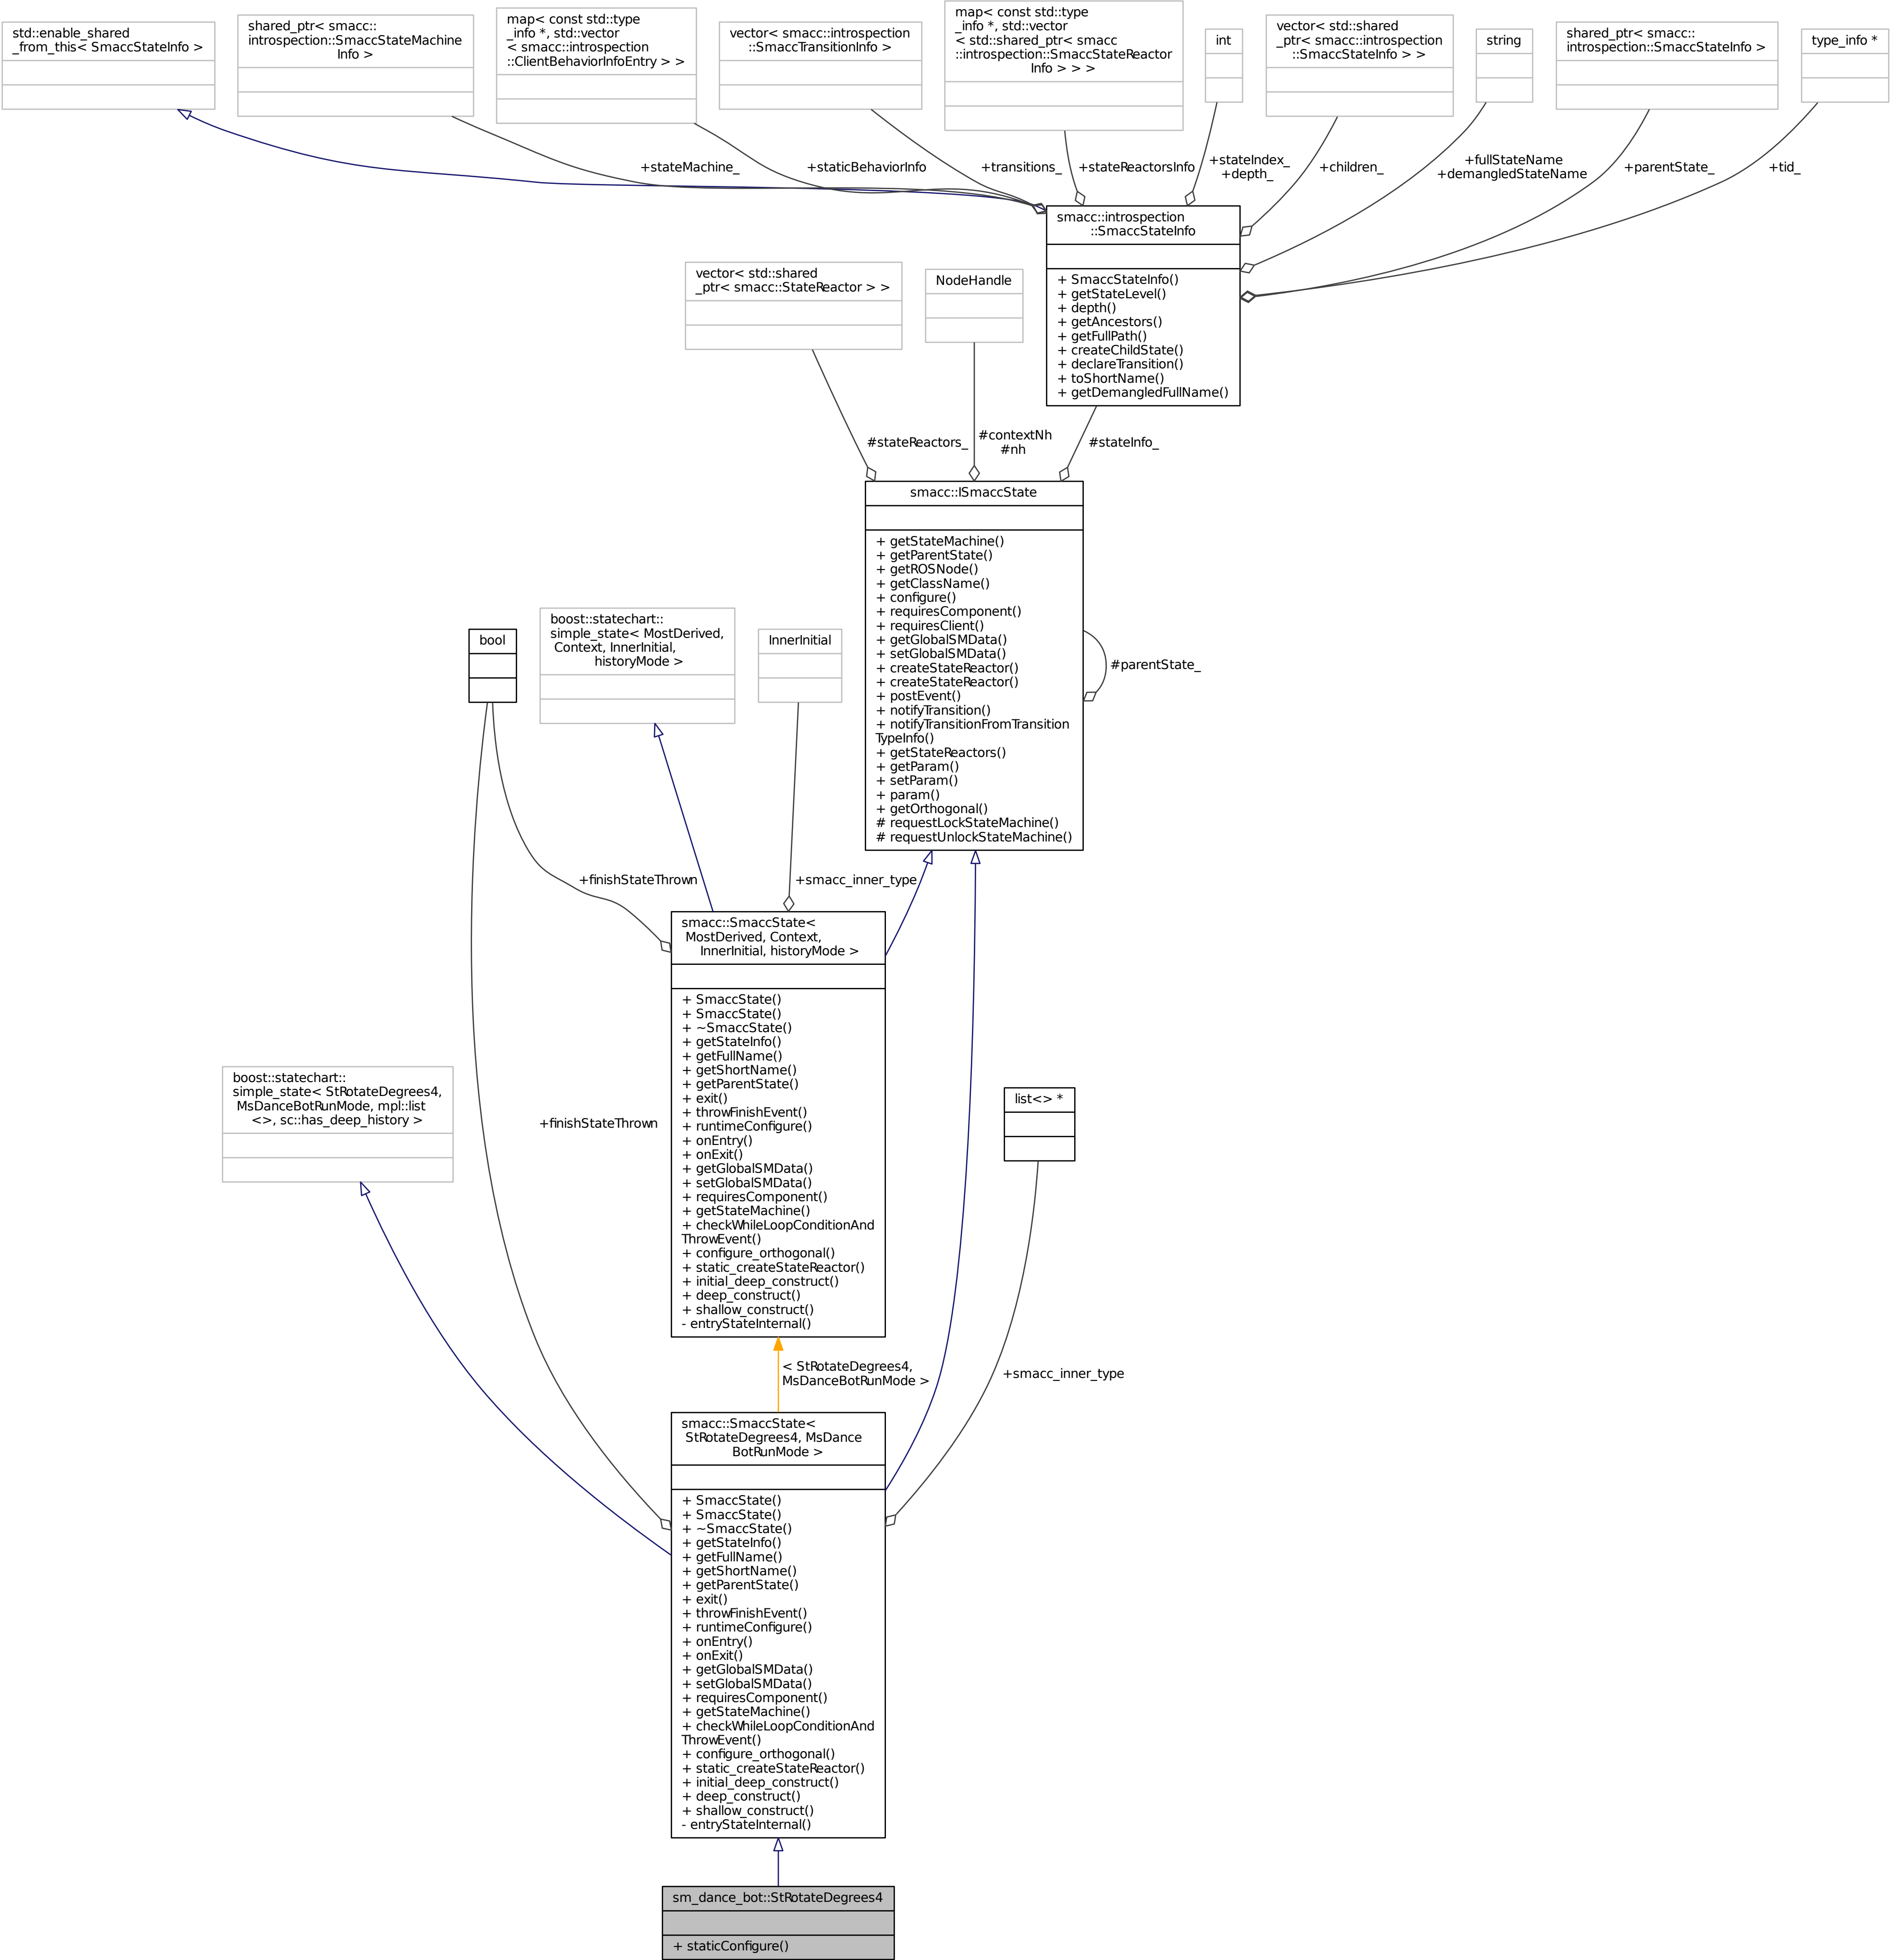 std::enable_shared
_from_this< SmaccStateInfo >
shared_ptr< smacc::
introspection::SmaccStateMachine
Info >
map< const std::type
_info *, std::vector
< smacc::introspection
::ClientBehaviorInfoEntry > >
vector< smacc::introspection
::SmaccTransitionInfo >
map< const std::type
_info *, std::vector
< std::shared_ptr< smacc
::introspection::SmaccStateReactor
Info > > >
int
vector< std::shared
_ptr< smacc::introspection
::SmaccStateInfo > >
string
shared_ptr< smacc::
introspection::SmaccStateInfo >
type_info *
+stateMachine_
+staticBehaviorInfo
+transitions_
+stateReactorsInfo
+stateIndex_
+depth_
+children_
+fullStateName
+demangledStateName
+parentState_
+tid_
smacc::introspection
::SmaccStateInfo
+ SmaccStateInfo()
+ getStateLevel()
+ depth()
+ getAncestors()
+ getFullPath()
+ createChildState()
+ declareTransition()
+ toShortName()
+ getDemangledFullName()
vector< std::shared
_ptr< smacc::StateReactor > >
NodeHandle
#stateReactors_
#contextNh
#nh
#stateInfo_
smacc::ISmaccState
+ getStateMachine()
+ getParentState()
+ getROSNode()
+ getClassName()
+ configure()
+ requiresComponent()
+ requiresClient()
+ getGlobalSMData()
+ setGlobalSMData()
+ createStateReactor()
+ createStateReactor()
+ postEvent()
+ notifyTransition()
+ notifyTransitionFromTransition
TypeInfo()
+ getStateReactors()
+ getParam()
+ setParam()
+ param()
+ getOrthogonal()
# requestLockStateMachine()
# requestUnlockStateMachine()
#parentState_
bool
boost::statechart::
simple_state< MostDerived,
Context, InnerInitial,
historyMode >
InnerInitial
+finishStateThrown
+smacc_inner_type
smacc::SmaccState<
MostDerived, Context,
InnerInitial, historyMode >
+ SmaccState()
+ SmaccState()
+ ~SmaccState()
+ getStateInfo()
+ getFullName()
+ getShortName()
+ getParentState()
+ exit()
+ throwFinishEvent()
+ runtimeConfigure()
+ onEntry()
+ onExit()
+ getGlobalSMData()
+ setGlobalSMData()
+ requiresComponent()
+ getStateMachine()
+ checkWhileLoopConditionAnd
ThrowEvent()
+ configure_orthogonal()
+ static_createStateReactor()
+ initial_deep_construct()
+ deep_construct()
+ shallow_construct()
- entryStateInternal()
boost::statechart::
simple_state< StRotateDegrees4,
MsDanceBotRunMode, mpl::list
<>, sc::has_deep_history >
+finishStateThrown
list<> *
< StRotateDegrees4,
MsDanceBotRunMode >
+smacc_inner_type
smacc::SmaccState<
StRotateDegrees4, MsDance
BotRunMode >
+ SmaccState()
+ SmaccState()
+ ~SmaccState()
+ getStateInfo()
+ getFullName()
+ getShortName()
+ getParentState()
+ exit()
+ throwFinishEvent()
+ runtimeConfigure()
+ onEntry()
+ onExit()
+ getGlobalSMData()
+ setGlobalSMData()
+ requiresComponent()
+ getStateMachine()
+ checkWhileLoopConditionAnd
ThrowEvent()
+ configure_orthogonal()
+ static_createStateReactor()
+ initial_deep_construct()
+ deep_construct()
+ shallow_construct()
- entryStateInternal()
sm_dance_bot::StRotateDegrees4
+ staticConfigure()